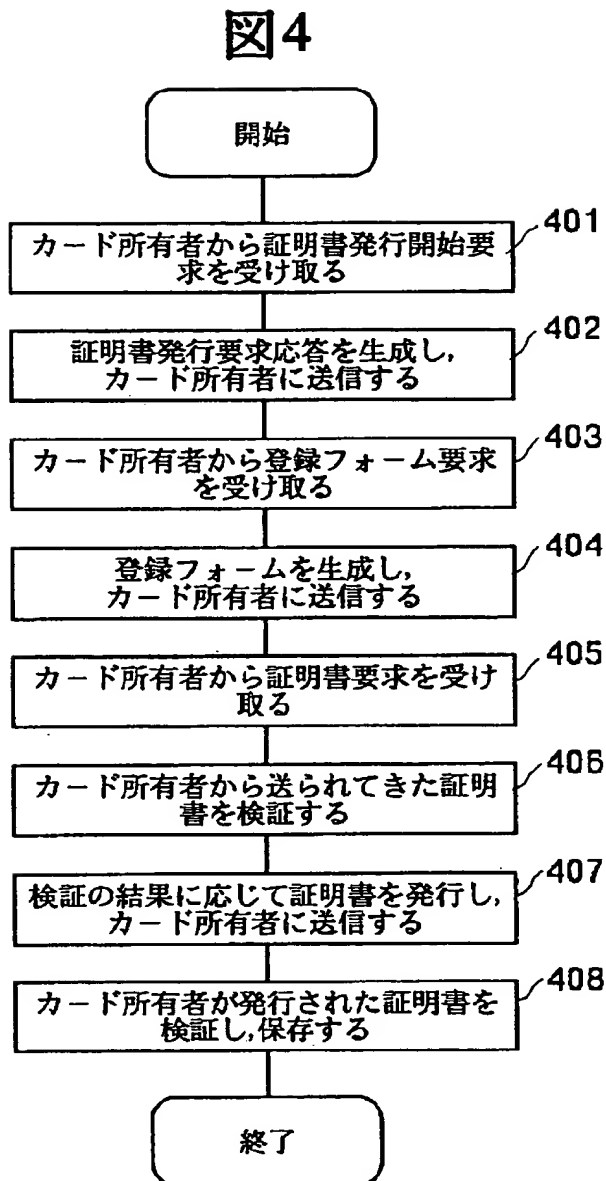 図4
開始
401
カード所有者から証明書発行開始要
求を受け取る
402
証明書発行要求応答を生成し,
カード所有者に送信する
403
カード所有者から登録フォーム要求
を受け取る
404
登録フォームを生成し,
カード所有者に送信する
405
カード所有者から証明書要求を受け
取る
406
カード所有者から送られてきた証明
書を検証する
407
検証の結果に応じて証明書を発行し,
カード所有者に送信する
408
カード所有者が発行された証明書を
検証し,保存する
終了